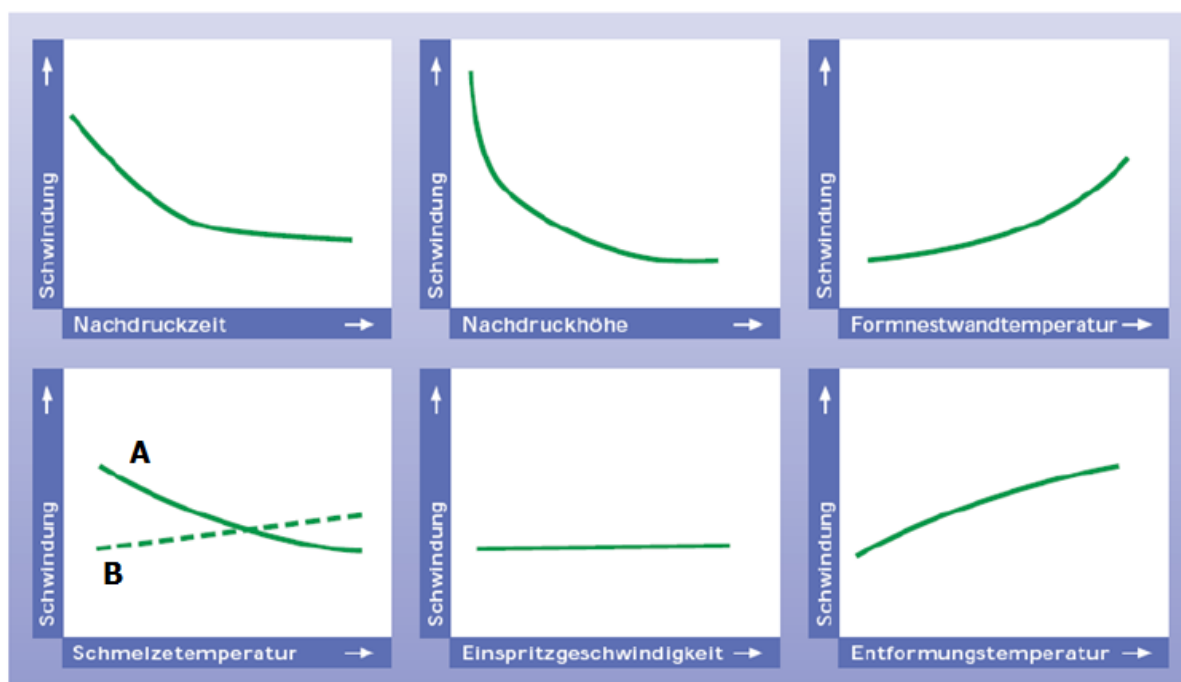 Schwindung
Nachdruckzeit
Schwindung
Nachdruckhöhe
Schwindung
Formnestwandtemperatur
A
B
Schwindung
Schmelzetemperatur
Schwindung
Einspritzgeschwindigkeit
Schwindung
Entformungstemperatur